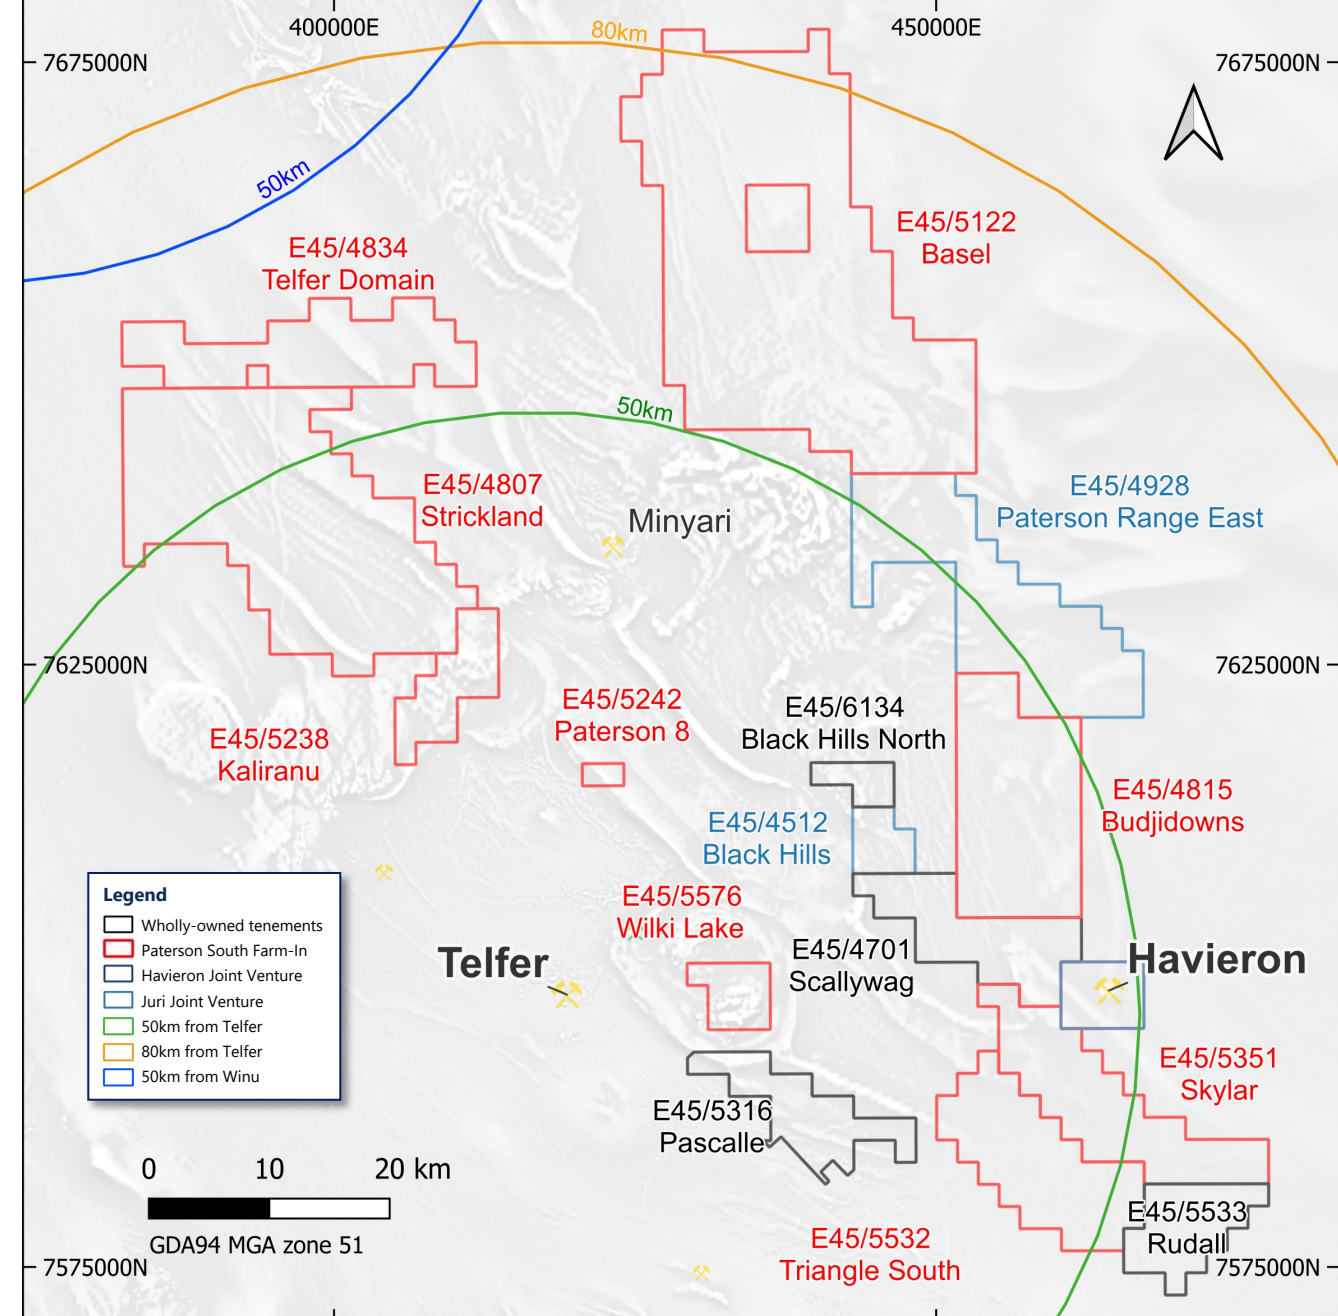 400000E
450000E
80km
7675000N
7675000N
50km
E45/4834
Telfer Domain
E45/5122
Basel
50km
E45/4807
Strickland
Minyari
E45/4928
Paterson Range East
7625000N
7625000N
E45/5242
Paterson 8
E45/6134
Black Hills North
E45/5238
Kaliranu
E45/4815
Budjidowns
E45/4512
Black Hills
E45/5576
Wilki Lake
Legend
Wholly-owned tenements
Paterson South Farm-In
Havieron Joint Venture
Juri Joint Venture
50km from Telfer
80km from Telfer
50km from Winu
Telfer
E45/4701
Scallywag
Havieron
E45/5351
Skylar
E45/5316
Pascalle
0 10 20 km
GDA94 MGA zone 51
E45/5532
Triangle South
E45/5533
Rudall
7575000N
7575000N